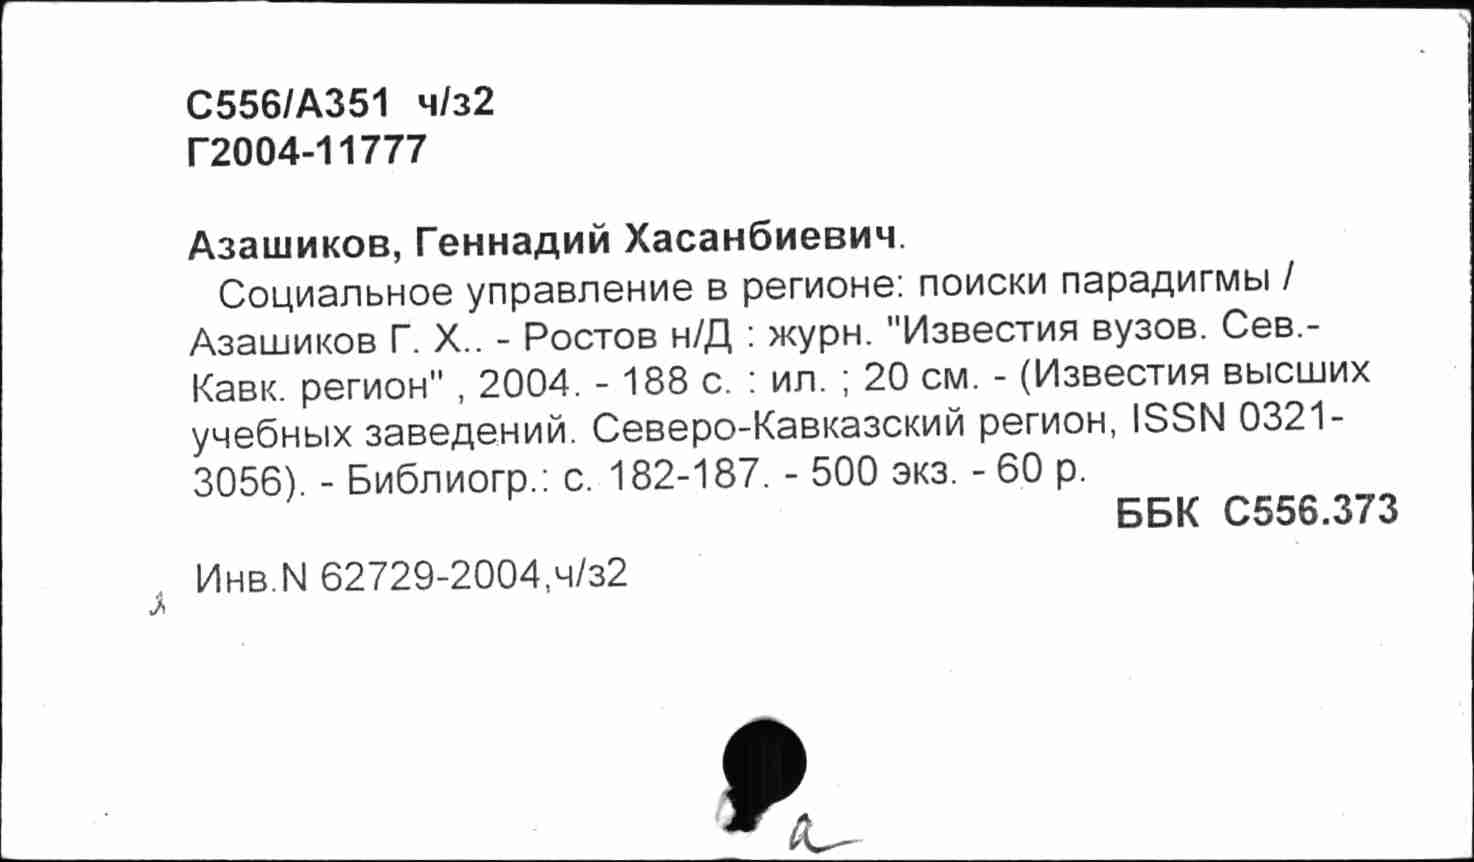 С556/А351 ч/з2
Г2004-11777
Азашиков, Геннадий Хасанбиевич.
Социальное управление в регионе: поиски парадигмы /
Азашиков Г. Х.. - Ростов н/Д : журн. "Известия вузов. Сев.-
Кавк. регион" , 2004. - 188 с. : ил. ; 20 см. - (Известия высших
учебных заведений. Северо-Кавказский регион, ISSN 0321-
3056). - Библиогр.: с. 182-187. - 500 экз. - 60 р.
ББК С556.373
Инв.N 62729-2004,ч/з2
а